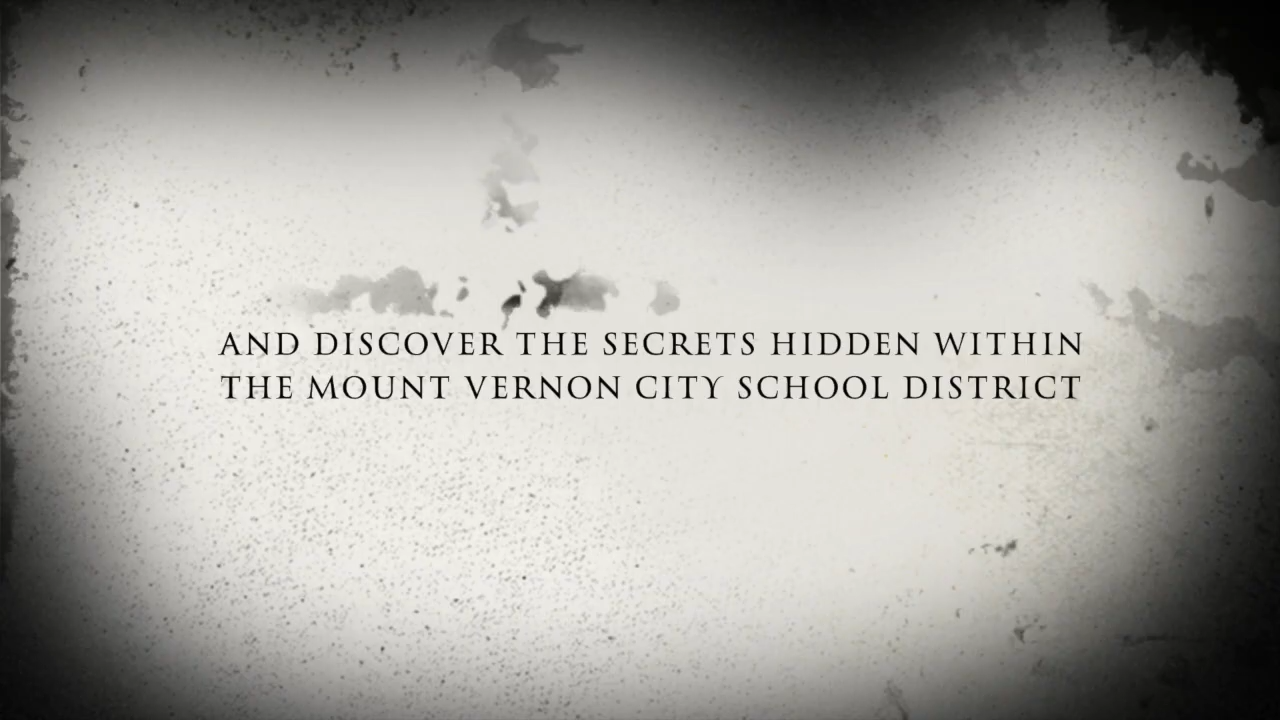 AND DISCOVER THE SECRETS HIDDEN WITHIN
THE MOUNT VERNON CITY SCHOOL DISTRICT